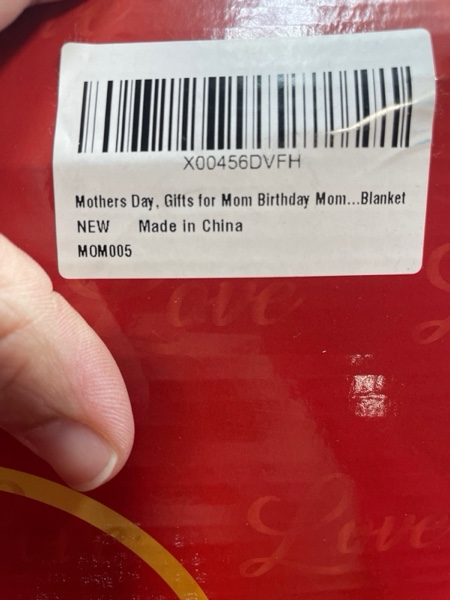 X00456DVFH
Mothers Day, Gifts for Mom Birthday Mom...Blanket
NEW Made in China
MOM005
Love
Love